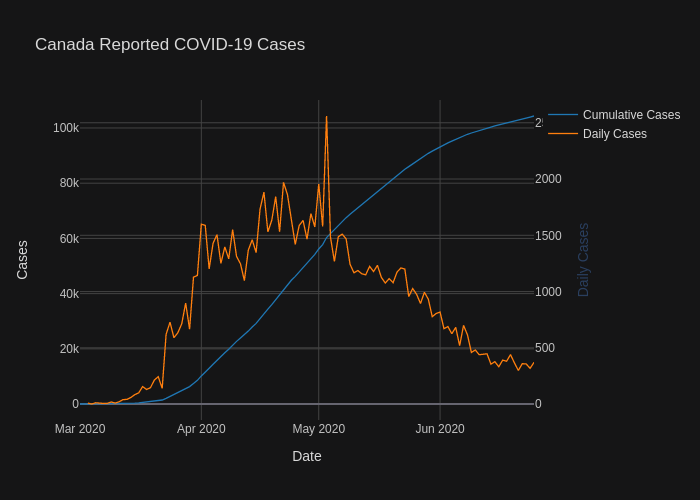 Canada Reported COVID-19 Cases
Cumulative Cases
Daily Cases
100k
80k
60k
40k
20k
0
2000
1500
1000
500
0
Cases
Daily Cases
Mar 2020
Apr 2020
May 2020
Jun 2020
Date